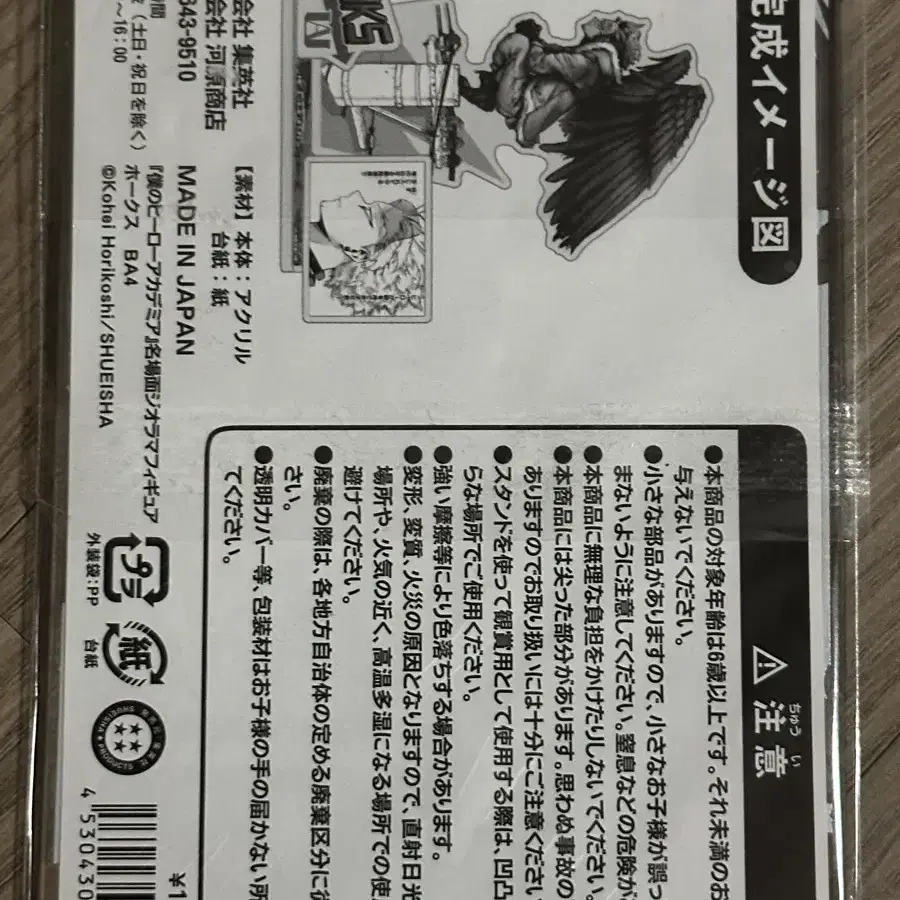 完成イメージ図
KS
会社 集英社
343-9510
会社 河原商店
(土日・祝日を除く)
～16:00
【素材】本体：アクリル
台紙：紙
MADE IN JAPAN
『僕のヒーローアカデミア』名場面ジオラマフィギュア
ホークス BA4
©Kohei Horikoshi/SHUEISHA
注意
ちゅうい
●本商品の対象年齢は6歳以上です。それ未満のお
与えないでください。
●小さな部品がありますので、小さなお子様が誤っ
まないように注意してください。窒息などの危険が
●本商品に無理な負担をかけたりしないでください。
●本商品には尖った部分があります。思わぬ事故の
ありますのでお取り扱いには十分にご注意ください
●スタンドを使って観賞用として使用する際は、凹凸
らな場所でご使用ください。
●強い摩擦等により色落ちする場合があります。
●変形、変質、火災の原因となりますので、直射日光
場所や、火気の近く、高温多湿になる場所での使
避けてください。
●廃棄の際は、各地方自治体の定める廃棄区分に従
さい。
●透明カバー等、包装材はお子様の手の届かない所
てください。
プラ
外装袋：PP
紙
台紙
SHUEISHA
PRODUCTS
4 530430
¥1